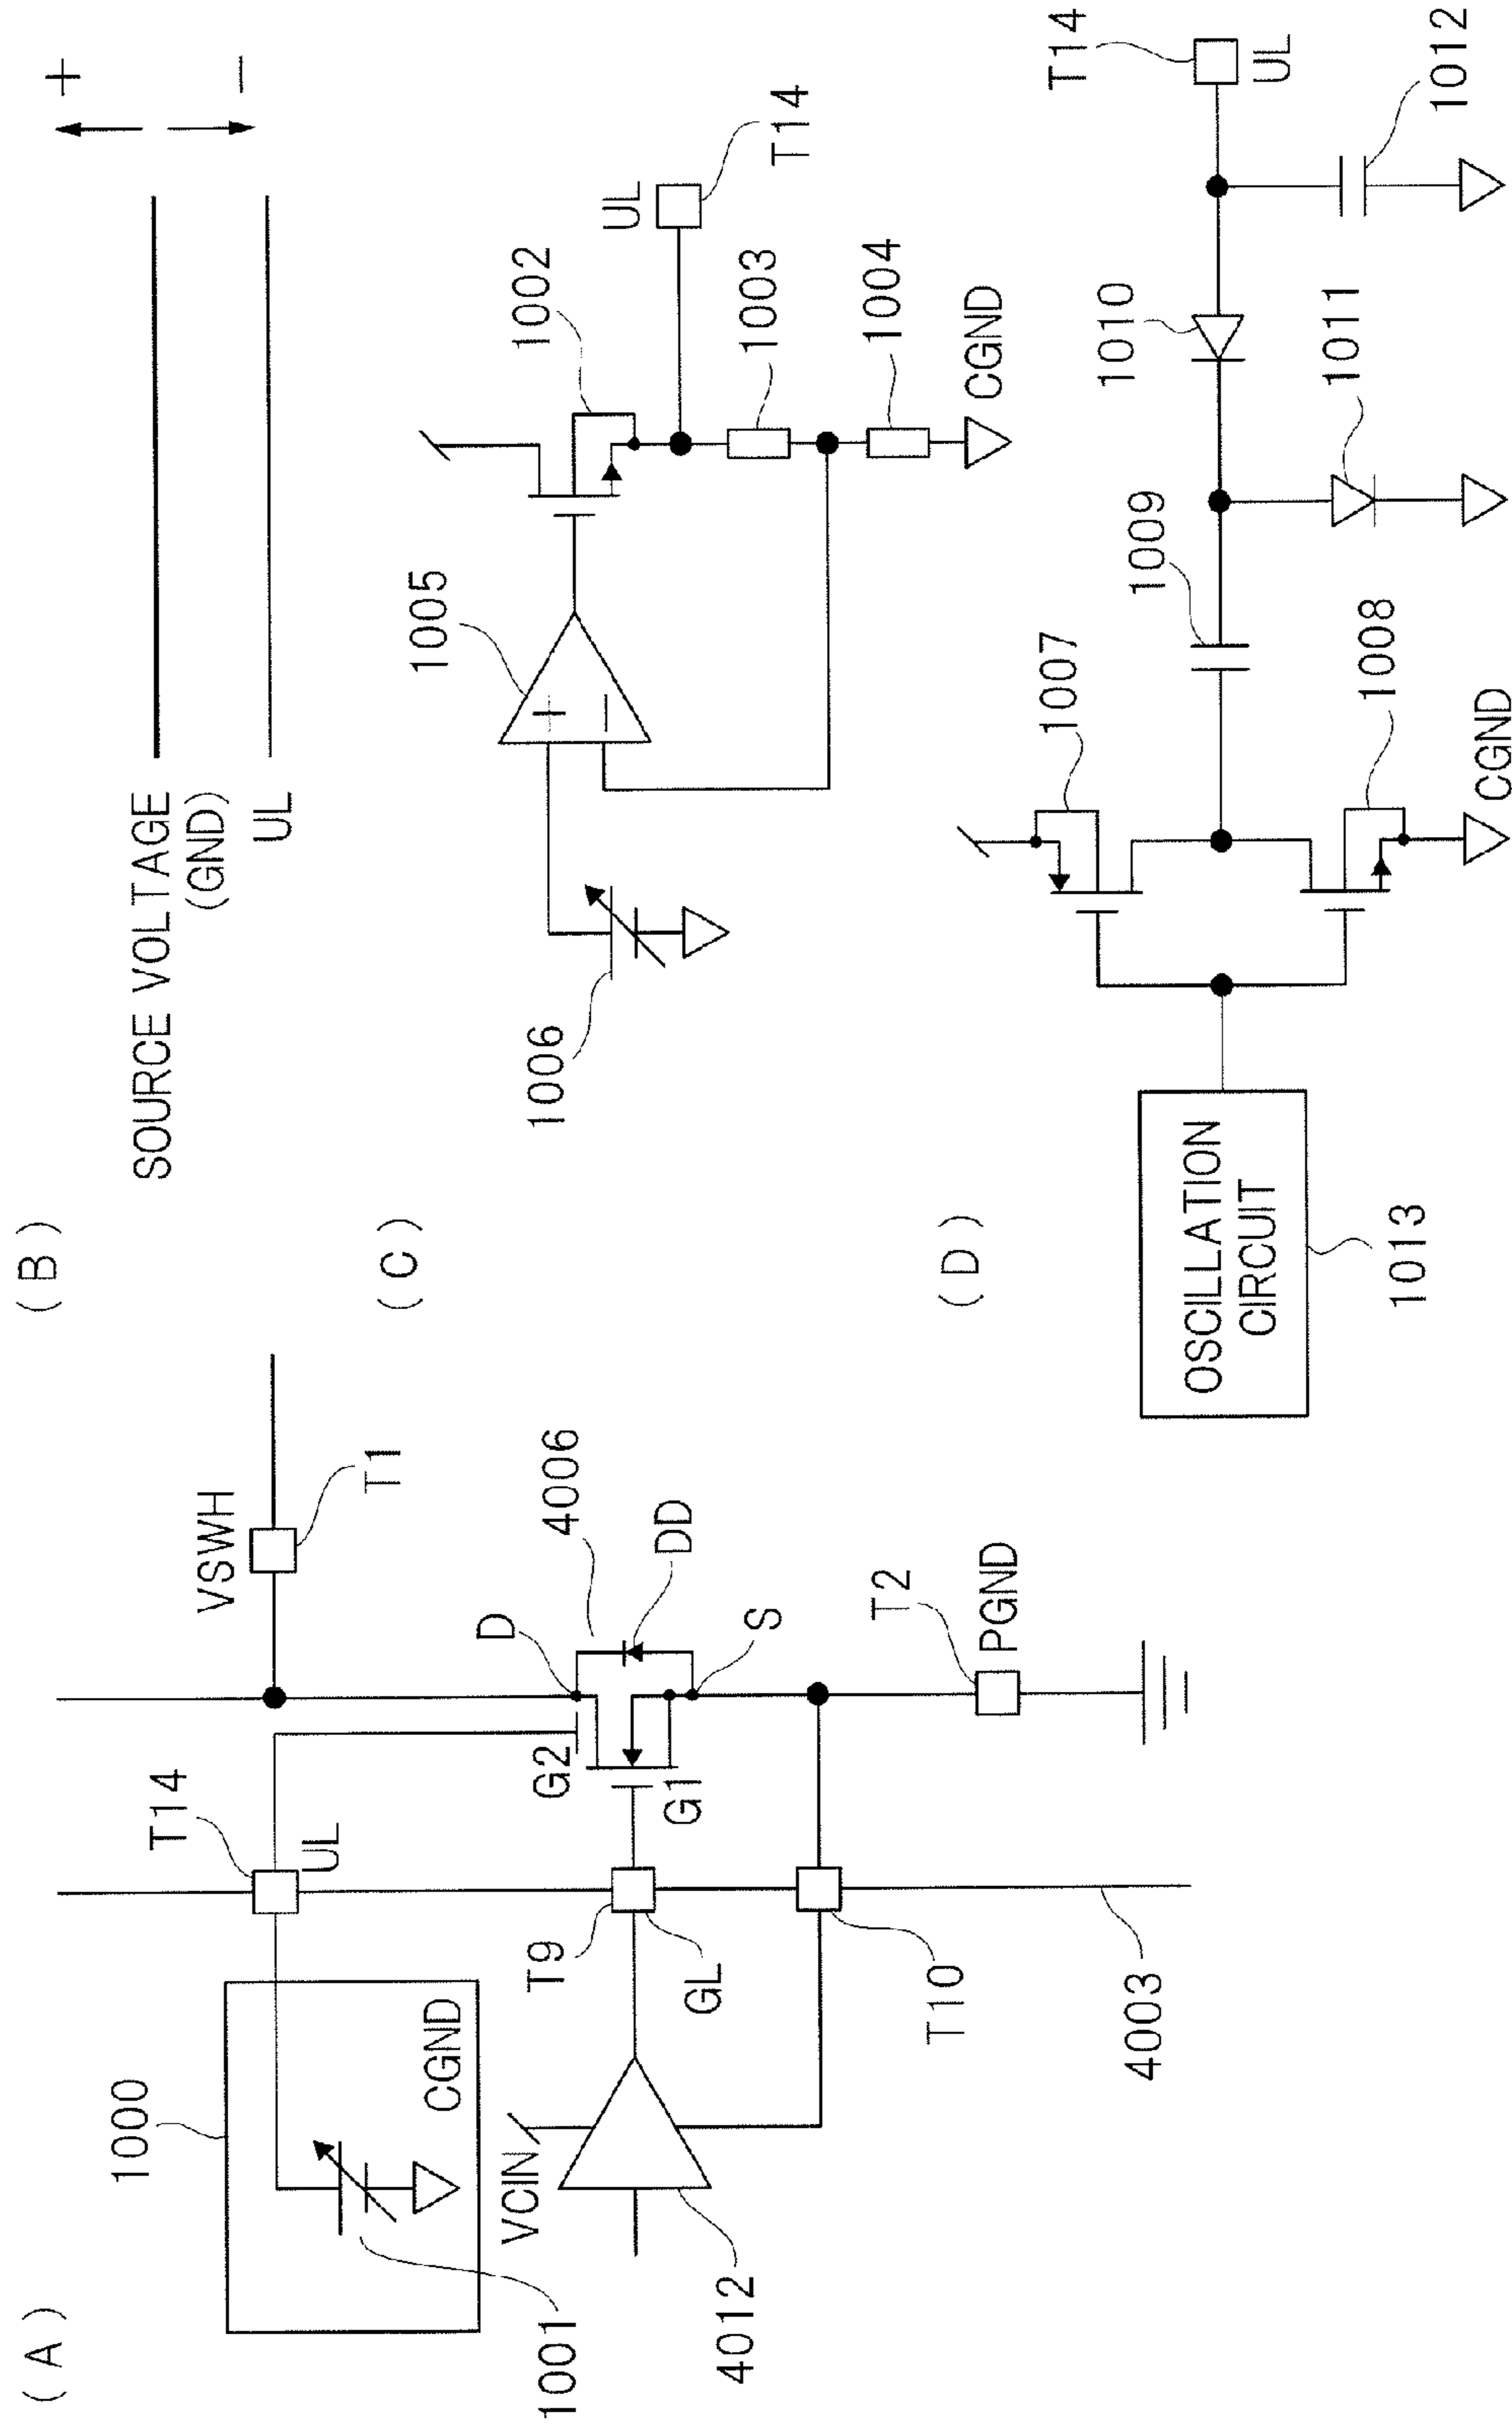 (A)
1000
1001
CGND
T14
UL
VSWH
T1
VCIN
4012
T9
GL
G2
G1
D
4006
DD
S
T10
T2
PGND
4003
(B)
+
−
SOURCE VOLTAGE
(GND)
UL
(C)
1005
+
−
1006
1002
UL
T14
1003
1004
CGND
(D)
OSCILLATION
CIRCUIT
1013
1007
1008
CGND
1009
1010
1011
T14
UL
1012